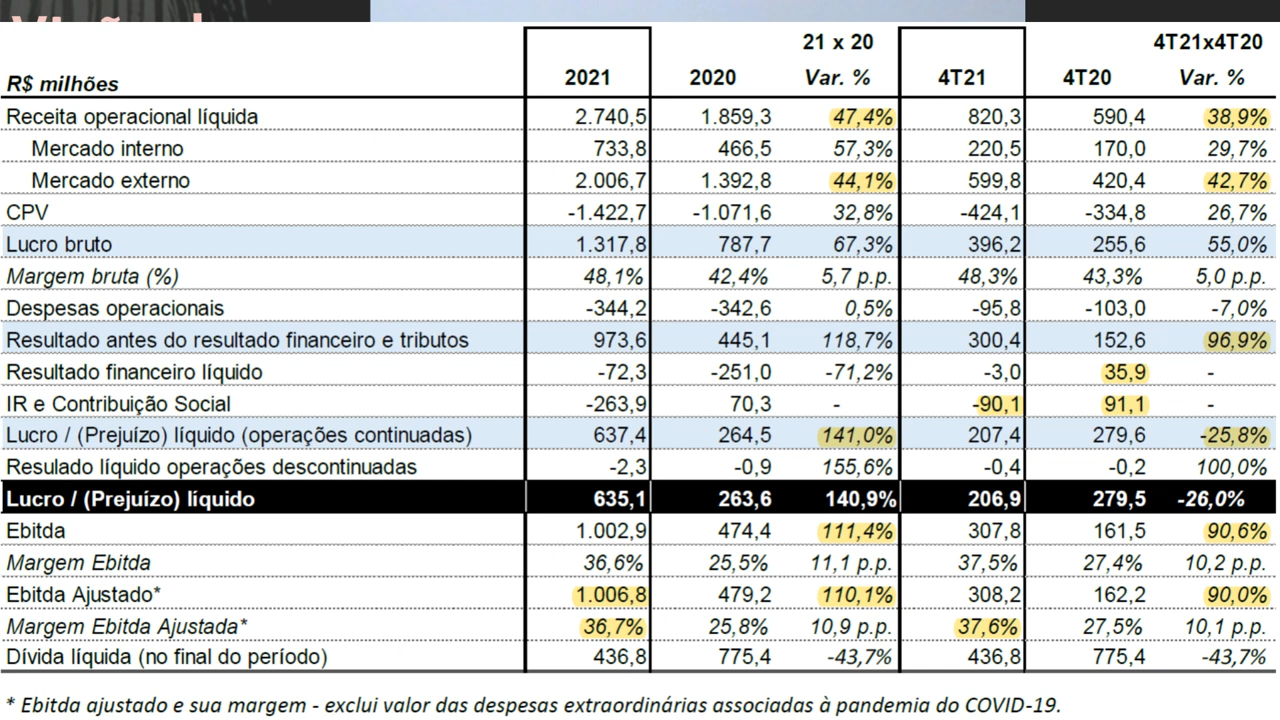 21 x 20 4T21x4T20
R$ milhões 2021 2020 Var. % 4T21 4T20 Var. %
Receita operacional líquida 2.740,5 1.859,3 47,4% 820,3 590,4 38,9%
Mercado interno 733,8 466,5 57,3% 220,5 170,0 29,7%
Mercado externo 2.006,7 1.392,8 44,1% 599,8 420,4 42,7%
CPV -1.422,7 -1.071,6 32,8% -424,1 -334,8 26,7%
Lucro bruto 1.317,8 787,7 67,3% 396,2 255,6 55,0%
Margem bruta (%) 48,1% 42,4% 5,7 p.p. 48,3% 43,3% 5,0 p.p.
Despesas operacionais -344,2 -342,6 0,5% -95,8 -103,0 -7,0%
Resultado antes do resultado financeiro e tributos 973,6 445,1 118,7% 300,4 152,6 96,9%
Resultado financeiro líquido -72,3 -251,0 -71,2% -3,0 35,9 -
IR e Contribuição Social -263,9 70,3 - -90,1 91,1 -
Lucro / (Prejuízo) líquido (operações continuadas) 637,4 264,5 141,0% 207,4 279,6 -25,8%
Resulado líquido operações descontinuadas -2,3 -0,9 155,6% -0,4 -0,2 100,0%
Lucro / (Prejuízo) líquido 635,1 263,6 140,9% 206,9 279,5 -26,0%
Ebitda 1.002,9 474,4 111,4% 307,8 161,5 90,6%
Margem Ebitda 36,6% 25,5% 11,1 p.p. 37,5% 27,4% 10,2 p.p.
Ebitda Ajustado* 1.006,8 479,2 110,1% 308,2 162,2 90,0%
Margem Ebitda Ajustada* 36,7% 25,8% 10,9 p.p. 37,6% 27,5% 10,1 p.p.
Dívida líquida (no final do período) 436,8 775,4 -43,7% 436,8 775,4 -43,7%
* Ebitda ajustado e sua margem - exclui valor das despesas extraordinárias associadas à pandemia do COVID-19.